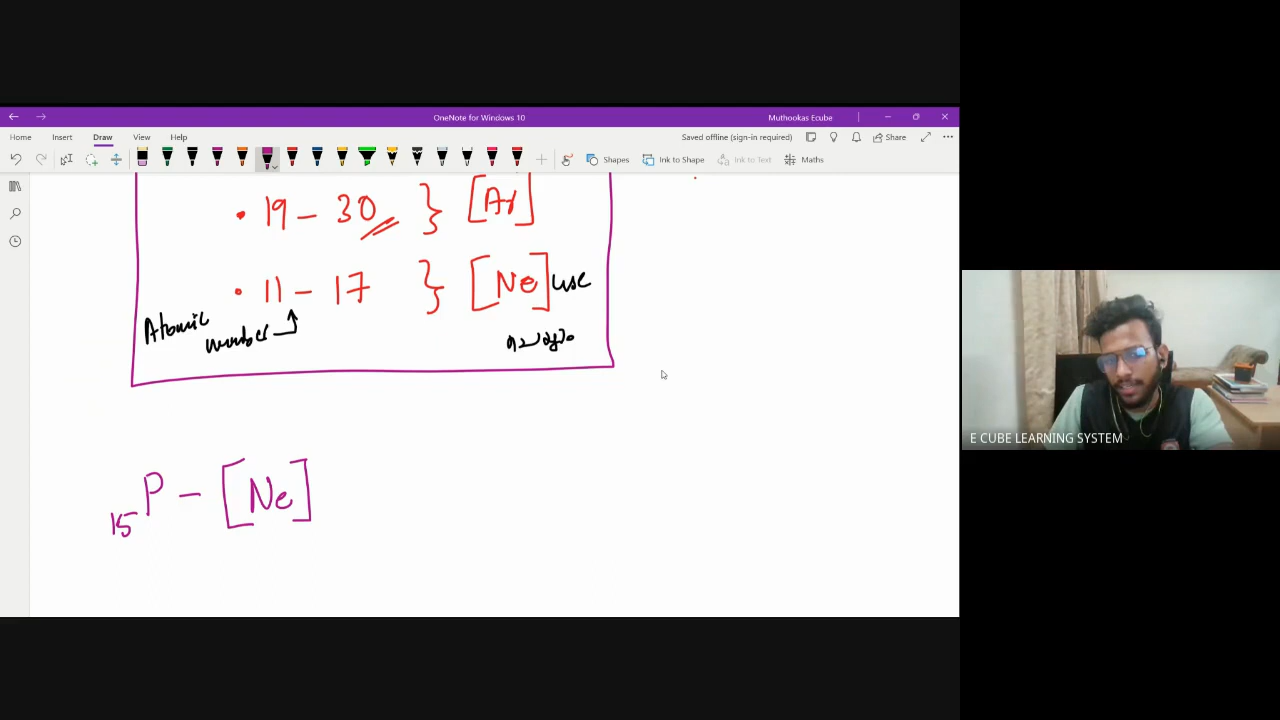 OneNote for Windows 10
Muthookas Ecube
Home Insert Draw View Help
Saved offline (sign-in required)
Share
Shapes
Ink to Shape
Ink to Text
Maths
• 19 – 30 } [Ar]
• 11 – 17 } [Ne] use
Atomic
number
15 P – [Ne]
E CUBE LEARNING SYSTEM